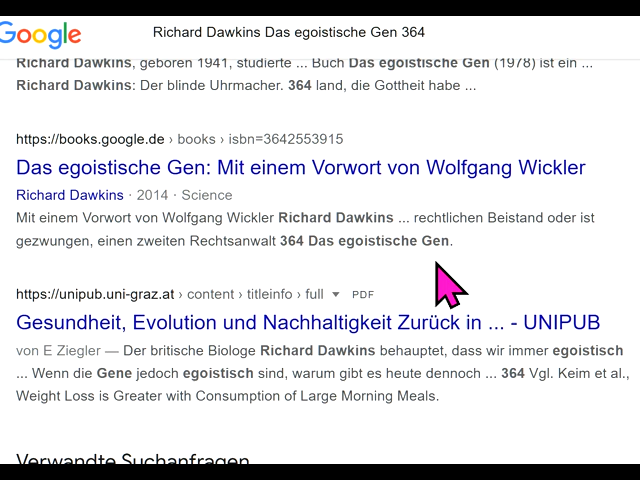 Google
Richard Dawkins Das egoistische Gen 364
Richard Dawkins, geboren 1941, studierte ... Buch Das egoistische Gen (1978) ist ein ...
Richard Dawkins: Der blinde Uhrmacher. 364 land, die Gottheit habe ...
https://books.google.de › books › isbn=3642553915
Das egoistische Gen: Mit einem Vorwort von Wolfgang Wickler
Richard Dawkins · 2014 · Science
Mit einem Vorwort von Wolfgang Wickler Richard Dawkins ... rechtlichen Beistand oder ist
gezwungen, einen zweiten Rechtsanwalt 364 Das egoistische Gen.
https://unipub.uni-graz.at › content › titleinfo › full PDF
Gesundheit, Evolution und Nachhaltigkeit Zurück in ... - UNIPUB
von E Ziegler — Der britische Biologe Richard Dawkins behauptet, dass wir immer egoistisch
... Wenn die Gene jedoch egoistisch sind, warum gibt es heute dennoch ... 364 Vgl. Keim et al.,
Weight Loss is Greater with Consumption of Large Morning Meals.
Verwandte Suchanfragen